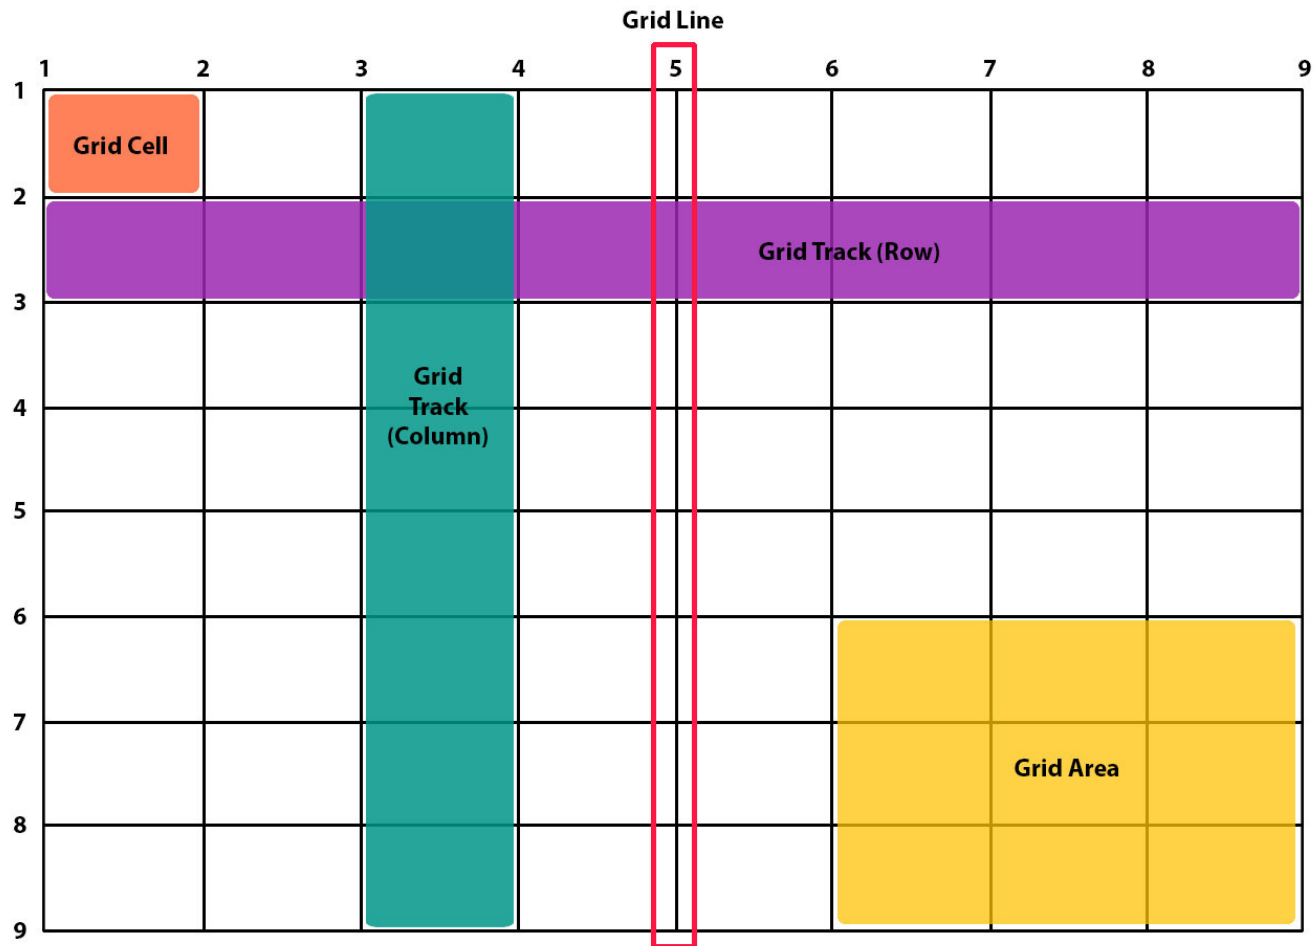 Grid Line
1 2 3 4 5 6 7 8 9
1
Grid Cell
2
Grid Track (Row)
3
Grid
Track
(Column)
4
5
6
7
Grid Area
8
9